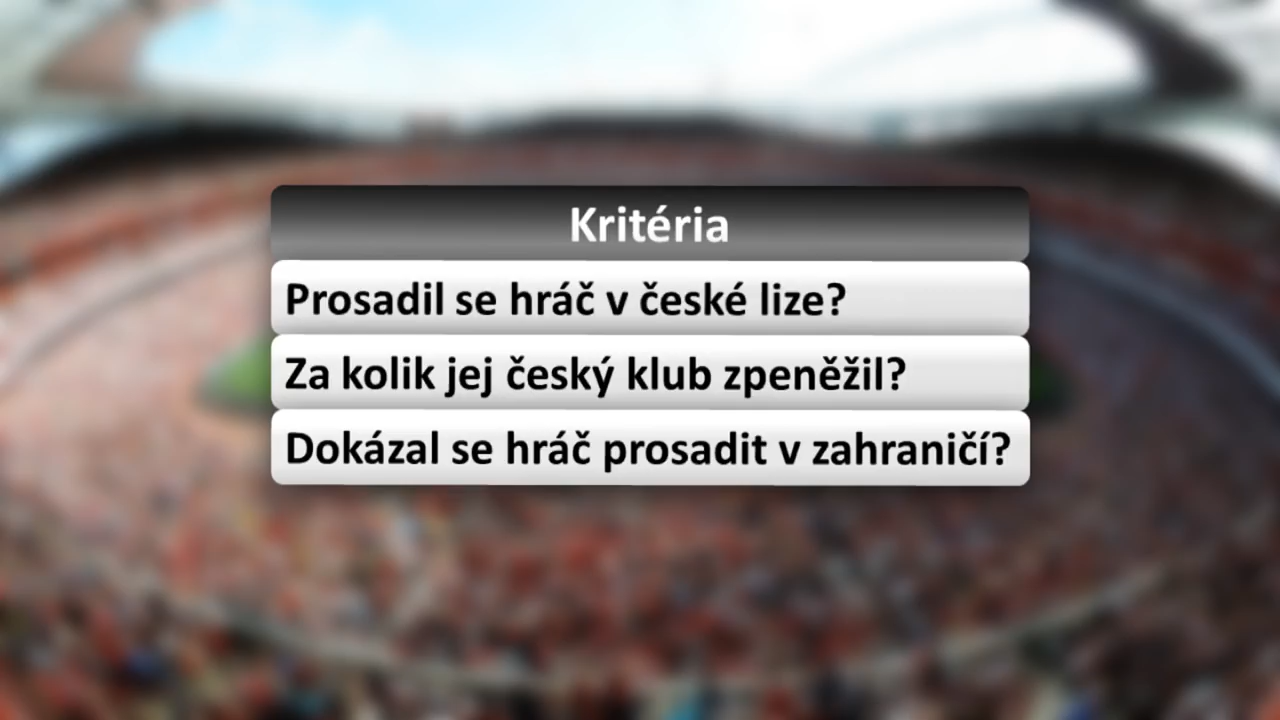 Kritéria
Prosadil se hráč v české lize?
Za kolik jej český klub zpeněžil?
Dokázal se hráč prosadit v zahraničí?